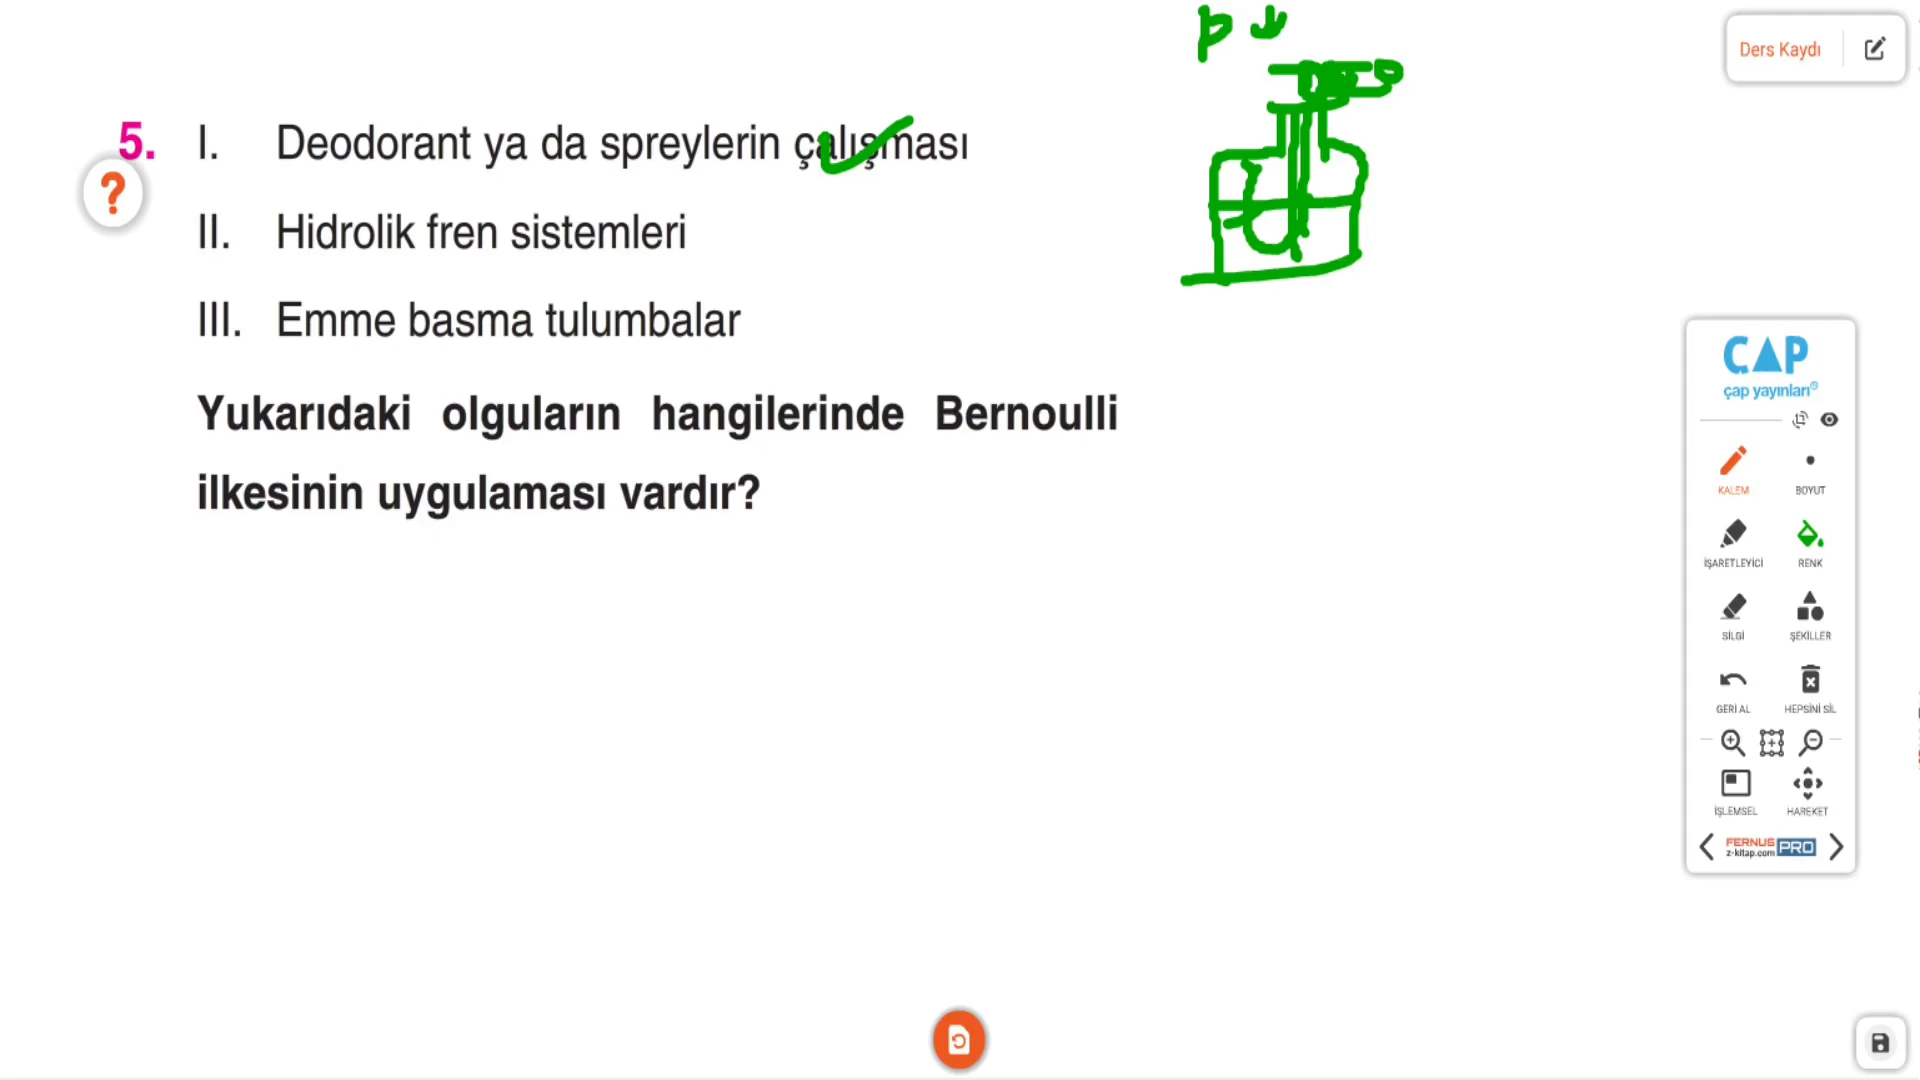 P ↓
Ders Kaydı
5. I. Deodorant ya da spreylerin çalışması
?
II. Hidrolik fren sistemleri
III. Emme basma tulumbalar
Yukarıdaki olguların hangilerinde Bernoulli
ilkesinin uygulaması vardır?
ÇAP
çap yayınları®
KALEM BOYUT
İŞARETLEYİCİ RENK
SİLGİ ŞEKİLLER
GERİ AL HEPSİNİ SİL
İŞLEMSEL HAREKET
FERNUS PRO
z-kitap.com